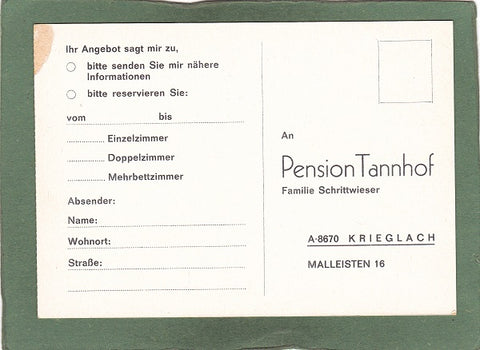 Ihr Angebot sagt mir zu,
bitte senden Sie mir nähere
Informationen
bitte reservieren Sie:
vom bis
Einzelzimmer
Doppelzimmer
Mehrbettzimmer
Absender:
Name:
Wohnort:
Straße:
An
Pension Tannhof
Familie Schrittwieser
A-8670 KRIEGLACH
MALLEISTEN 16